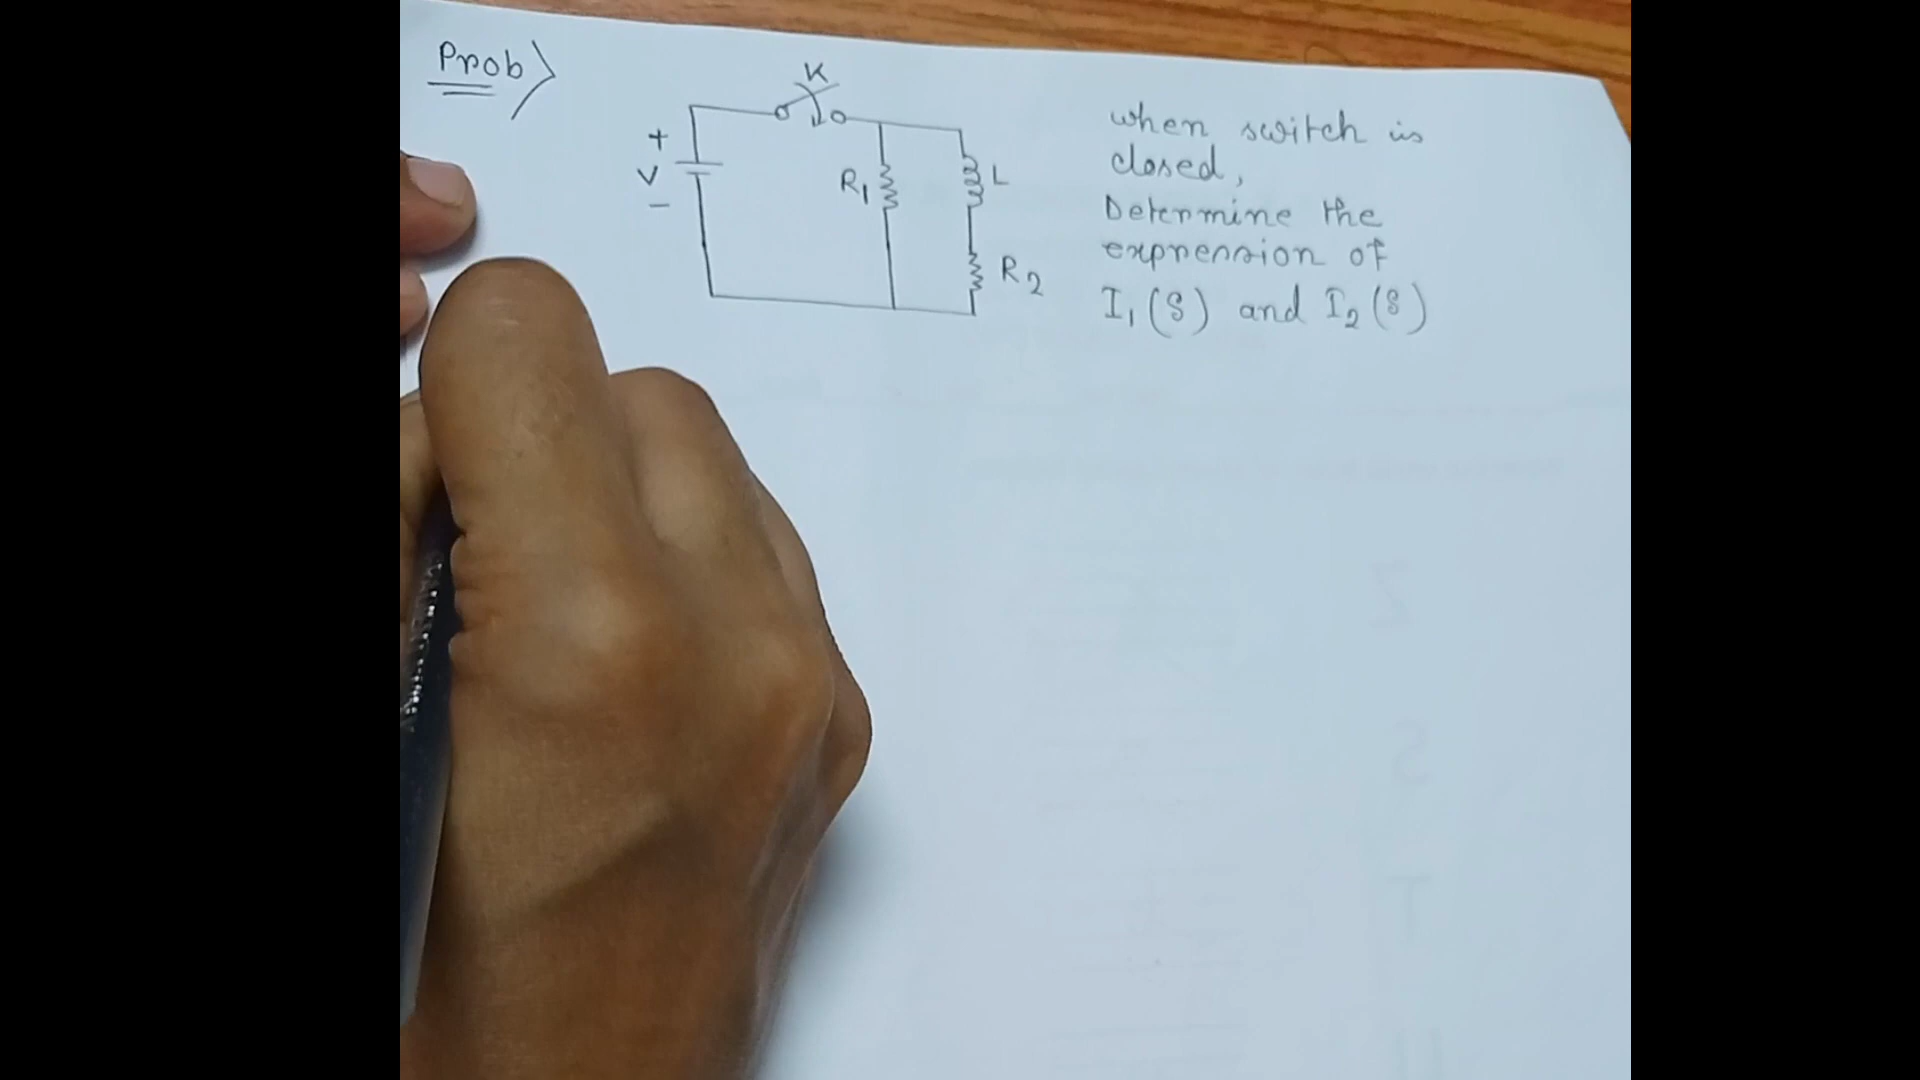 Prob
K
+
V
-
R1
L
R2
when switch is
closed,
Determine the
expression of
I1(S) and I2(S)